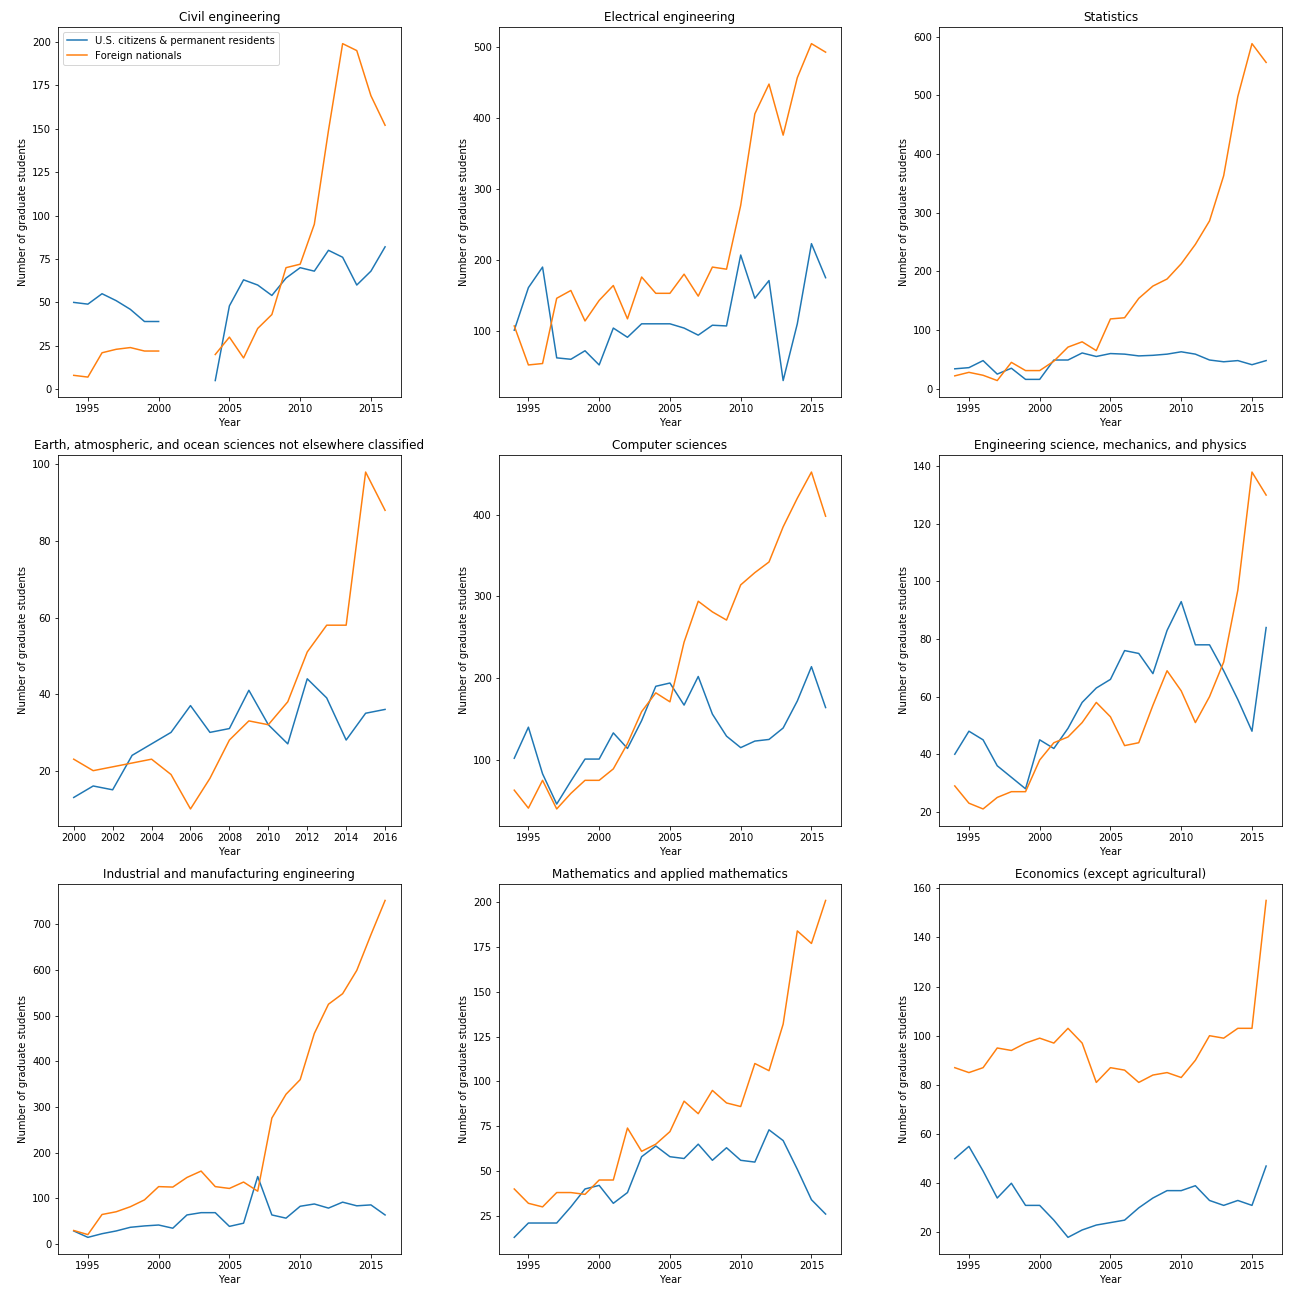 Civil engineering
Number of graduate students
200
175
150
125
100
75
50
25
0
U.S. citizens & permanent residents
Foreign nationals
1995 2000 2005 2010 2015
Year
Electrical engineering
Number of graduate students
500
400
300
200
100
1995 2000 2005 2010 2015
Year
Statistics
Number of graduate students
600
500
400
300
200
100
0
1995 2000 2005 2010 2015
Year
Earth, atmospheric, and ocean sciences not elsewhere classified
Number of graduate students
100
80
60
40
20
2000 2002 2004 2006 2008 2010 2012 2014 2016
Year
Computer sciences
Number of graduate students
400
300
200
100
1995 2000 2005 2010 2015
Year
Engineering science, mechanics, and physics
Number of graduate students
140
120
100
80
60
40
20
1995 2000 2005 2010 2015
Year
Industrial and manufacturing engineering
Number of graduate students
700
600
500
400
300
200
100
0
1995 2000 2005 2010 2015
Year
Mathematics and applied mathematics
Number of graduate students
200
175
150
125
100
75
50
25
1995 2000 2005 2010 2015
Year
Economics (except agricultural)
Number of graduate students
160
140
120
100
80
60
40
20
1995 2000 2005 2010 2015
Year